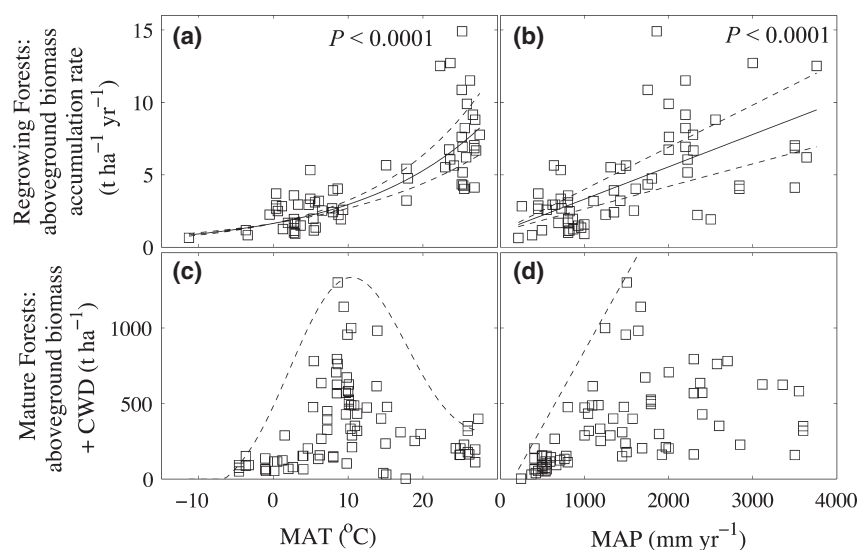 (a)
P < 0.0001
(b)
P < 0.0001
15
10
5
0
Regrowing Forests:
aboveground biomass
accumulation rate
(t ha⁻¹ yr⁻¹)
(c)
(d)
1000
500
0
Mature Forests:
aboveground biomass
+ CWD (t ha⁻¹)
−10 0 10 20
0 1000 2000 3000 4000
MAT (°C)
MAP (mm yr⁻¹)